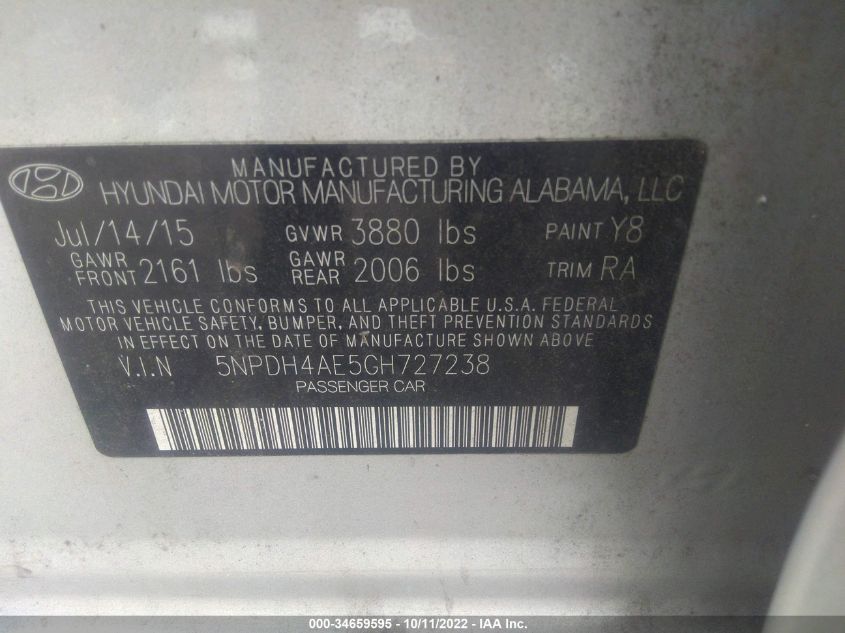 MANUFACTURED BY
HYUNDAI MOTOR MANUFACTURING ALABAMA, LLC
Jul/14/15 GVWR 3880 lbs PAINT Y8
GAWR FRONT 2161 lbs GAWR REAR 2006 lbs TRIM RA
THIS VEHICLE CONFORMS TO ALL APPLICABLE U.S.A. FEDERAL
MOTOR VEHICLE SAFETY, BUMPER, AND THEFT PREVENTION STANDARDS
IN EFFECT ON THE DATE OF MANUFACTURE SHOWN ABOVE
V.I.N 5NPDH4AE5GH727238
PASSENGER CAR
000-34659595 - 10/11/2022 - IAA Inc.